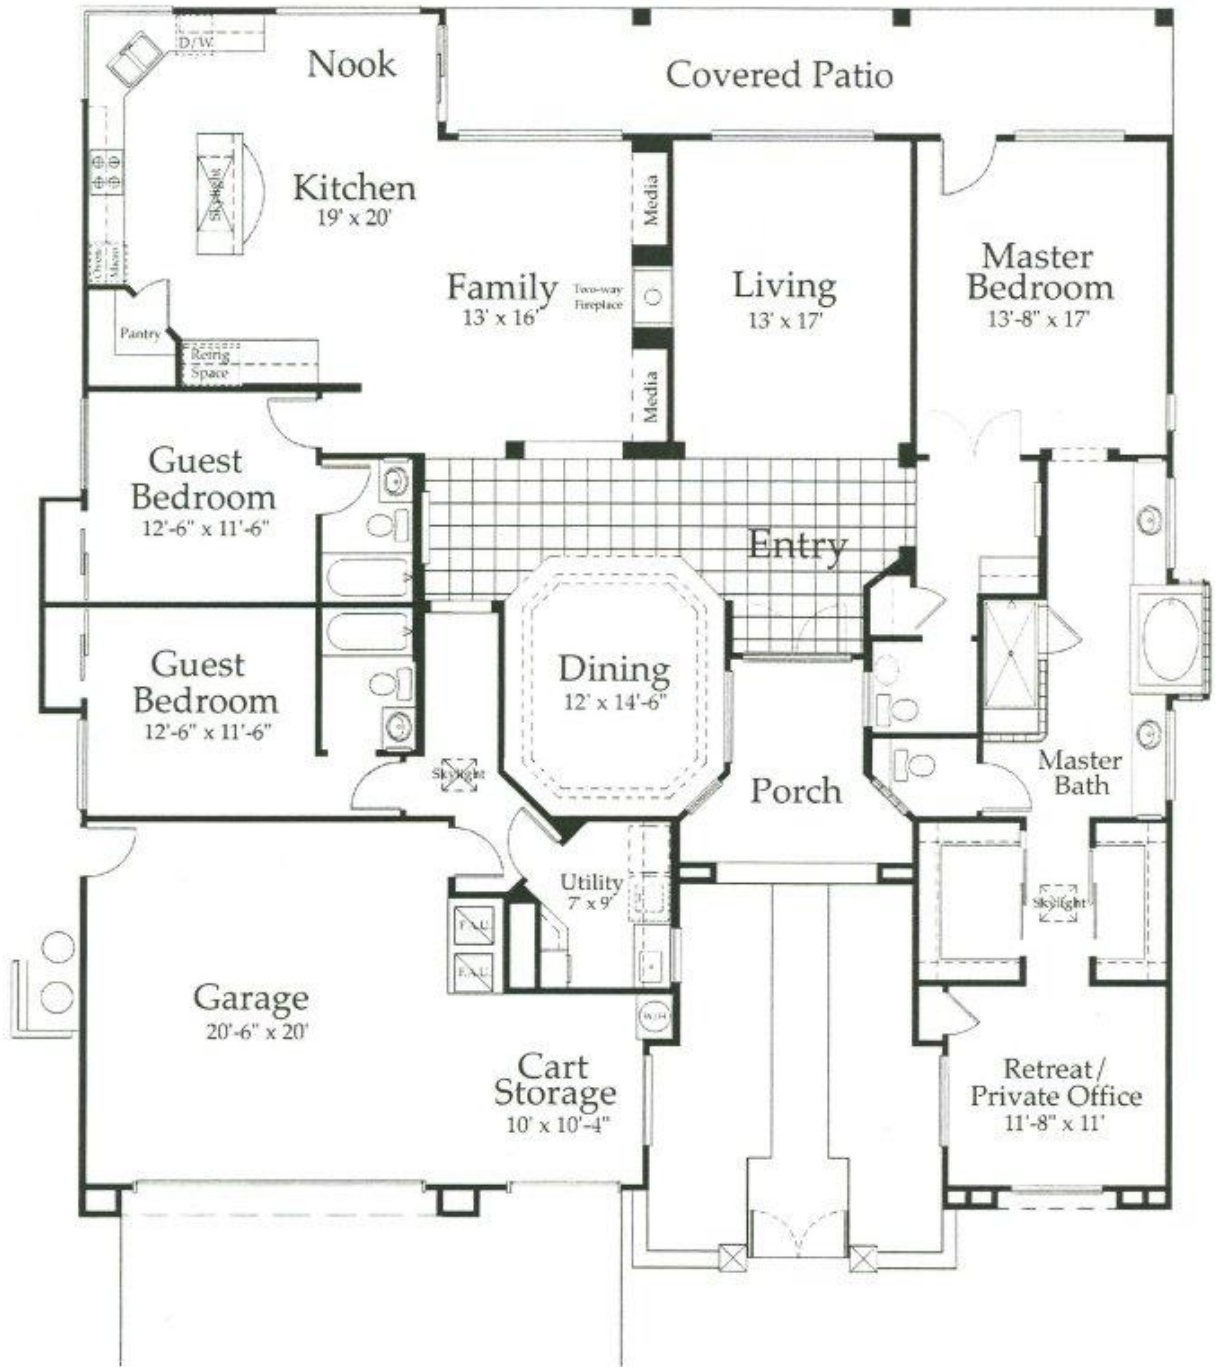 D/W
Nook
Covered Patio
Skylight
Kitchen
19' x 20'
Media
Oven
Micro
Family
13' x 16'
Two-way
Fireplace
Living
13' x 17'
Master
Bedroom
13'-8" x 17'
Pantry
Refrig
Space
Media
Guest
Bedroom
12'-6" x 11'-6"
Entry
Guest
Bedroom
12'-6" x 11'-6"
Dining
12' x 14'-6"
Skylight
Porch
Master
Bath
Utility
7' x 9'
Skylight
F.A.U.
F.A.U.
Garage
20'-6" x 20'
W/H
Cart
Storage
10' x 10'-4"
Retreat/
Private Office
11'-8" x 11'